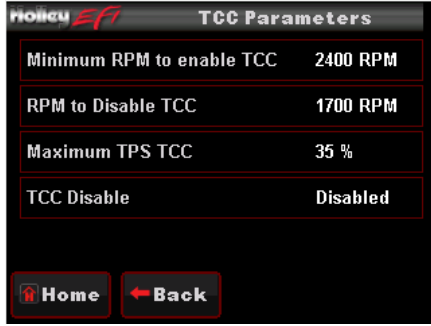 Holley EFI TCC Parameters
Minimum RPM to enable TCC 2400 RPM
RPM to Disable TCC 1700 RPM
Maximum TPS TCC 35 %
TCC Disable Disabled
Home Back